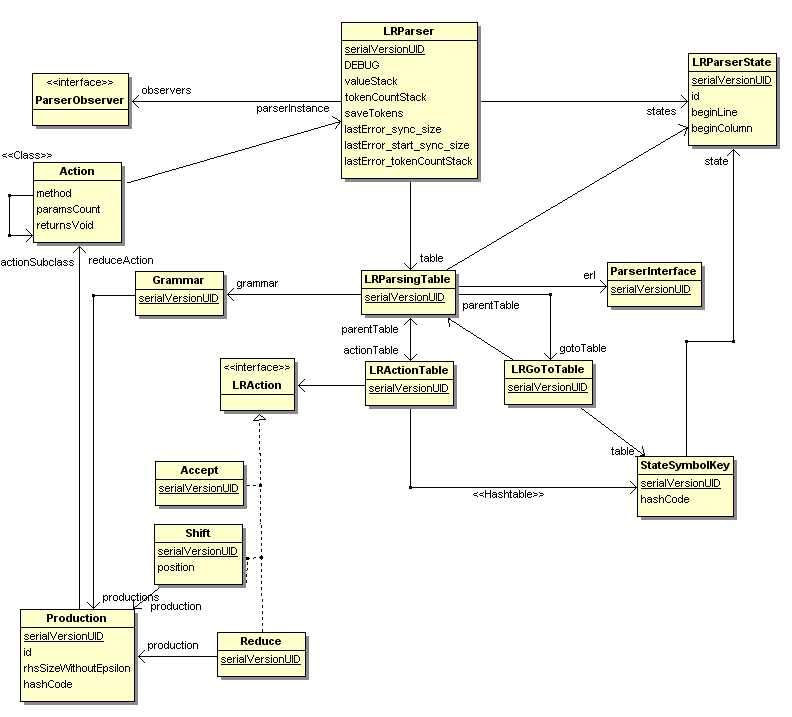 LRParser
serialVersionUID
DEBUG
valueStack
tokenCountStack
saveTokens
lastError_sync_size
lastError_start_sync_size
lastError_tokenCountStack
LRParserState
serialVersionUID
id
beginLine
beginColumn
<<interface>>
ParserObserver
observers
parserInstance
states
state
<<Class>>
Action
method
paramsCount
returnsVoid
actionSubclass
reduceAction
table
Grammar
serialVersionUID
grammar
LRParsingTable
serialVersionUID
erl
ParserInterface
serialVersionUID
parentTable
parentTable
actionTable
gotoTable
<<interface>>
LRAction
LRActionTable
serialVersionUID
LRGoToTable
serialVersionUID
table
StateSymbolKey
serialVersionUID
hashCode
<<Hashtable>>
Accept
serialVersionUID
Shift
serialVersionUID
position
productions
production
Production
serialVersionUID
id
rhsSizeWithoutEpsilon
hashCode
production
Reduce
serialVersionUID